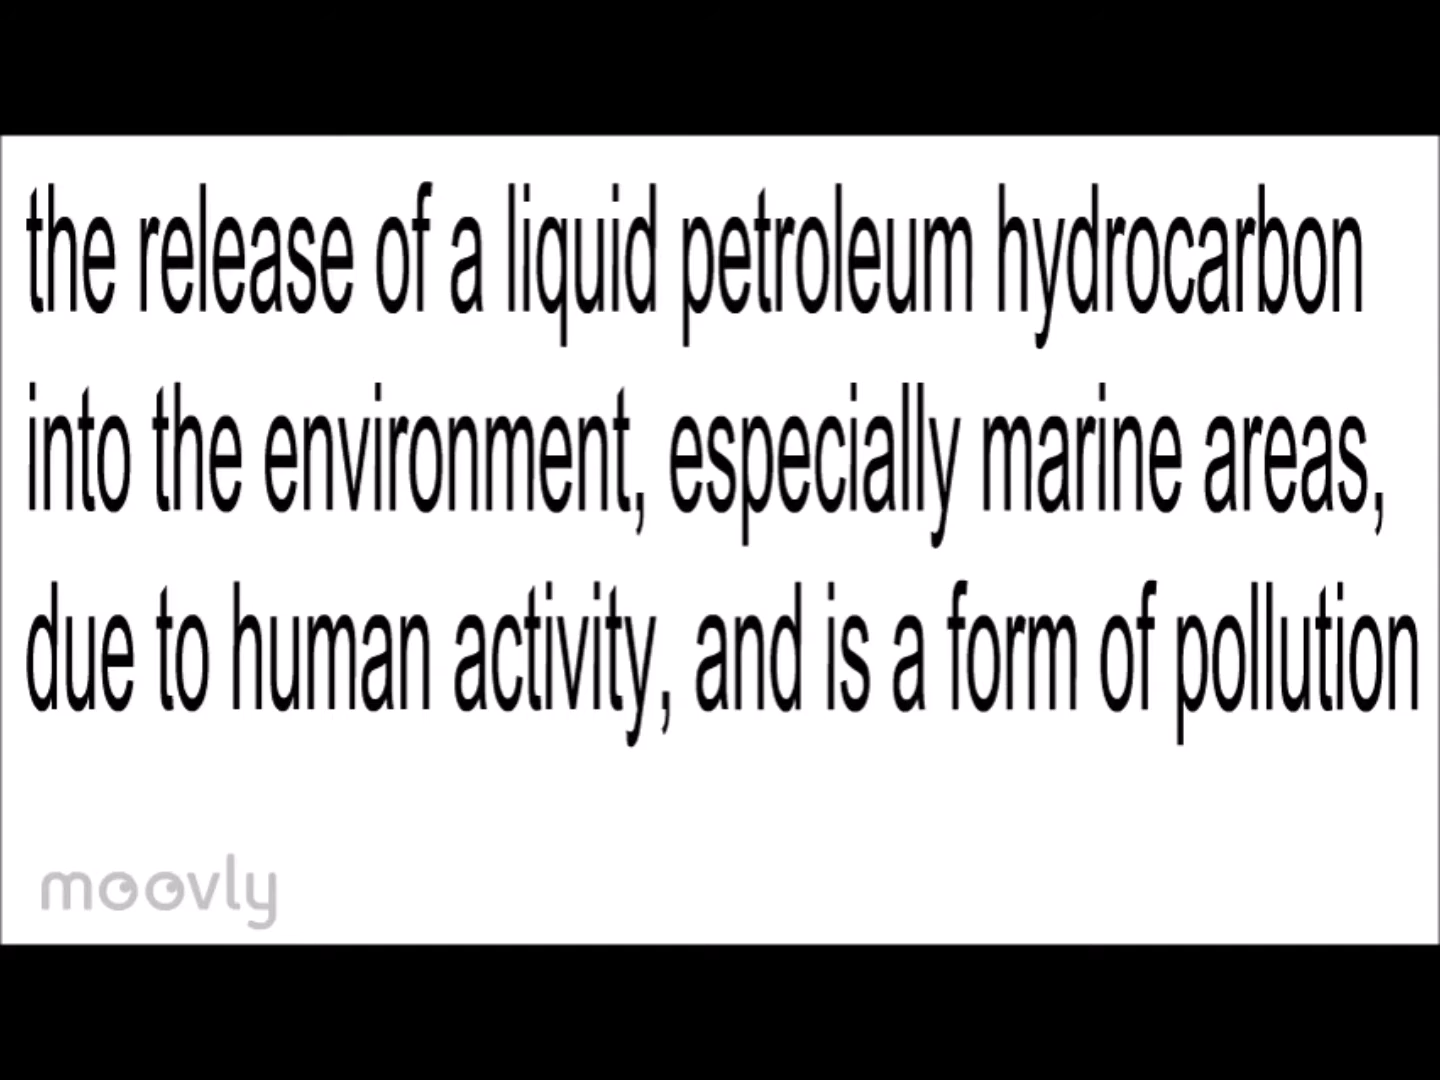 the release of a liquid petroleum hydrocarbon
into the environment, especially marine areas,
due to human activity, and is a form of pollution
moovly